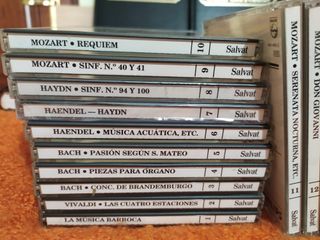 MOZART • REQUIEM 10 Salvat
MOZART • SINF. N.º 40 Y 41 9 Salvat
HAYDN • SINF. N.º 94 Y 100 8 Salvat
HAENDEL — HAYDN 7 Salvat
HAENDEL • MÚSICA ACUÁTICA, ETC. 6 Salvat
BACH • PASIÓN SEGÚN S. MATEO 5 Salvat
BACH • PIEZAS PARA ÓRGANO 4 Salvat
BACH • CONC. DE BRANDEMBURGO 3 Salvat
VIVALDI • LAS CUATRO ESTACIONES 2 Salvat
LA MÚSICA BARROCA 1 Salvat
MOZART • SERENATA NOCTURNA, ETC. 11
MOZART • DON GIOVANNI 12